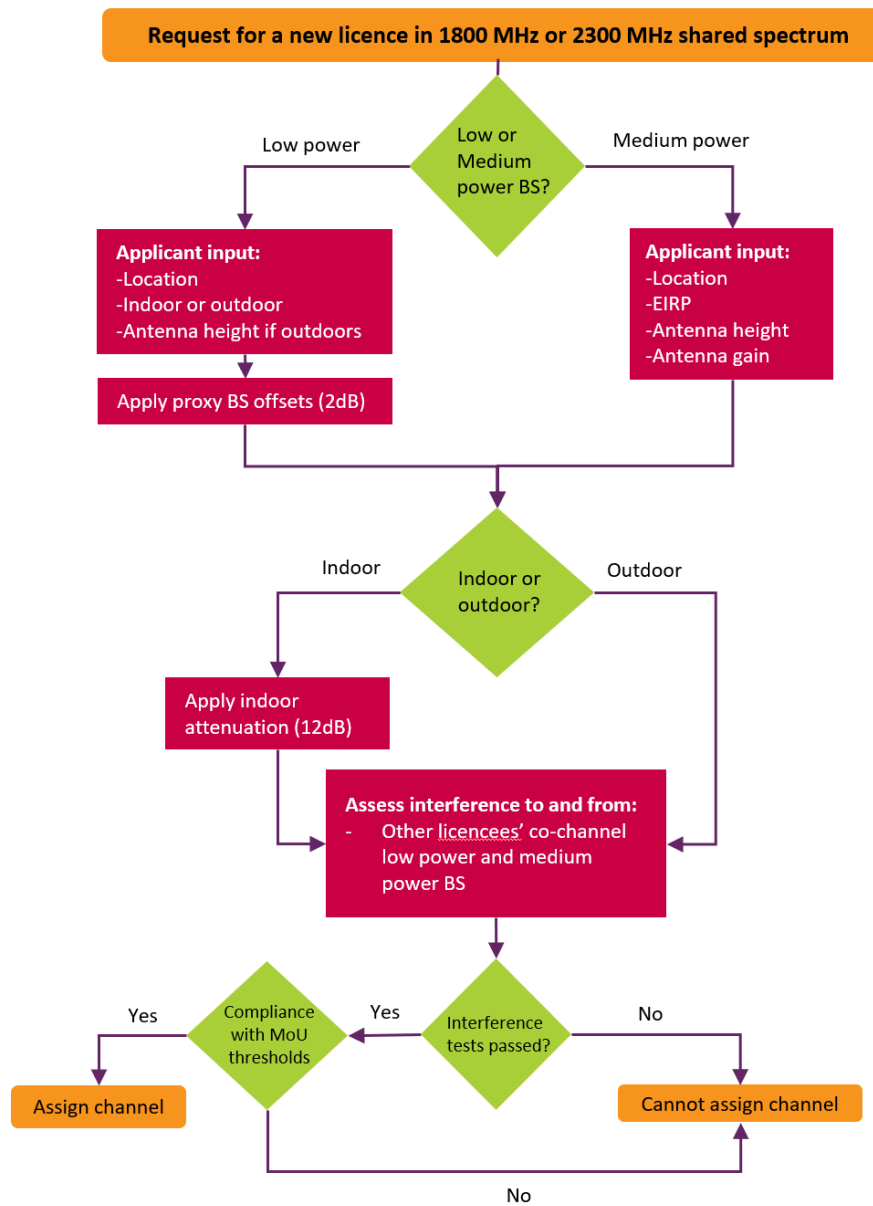 Request for a new licence in 1800 MHz or 2300 MHz shared spectrum
Low or
Medium
power BS?
Low power
Medium power
Applicant input:
-Location
-Indoor or outdoor
-Antenna height if outdoors
Applicant input:
-Location
-EIRP
-Antenna height
-Antenna gain
Apply proxy BS offsets (2dB)
Indoor or
outdoor?
Indoor
Outdoor
Apply indoor
attenuation (12dB)
Assess interference to and from:
- Other licencees’ co-channel
low power and medium
power BS
Interference
tests passed?
Yes
No
Compliance
with MoU
thresholds
Yes
Assign channel
Cannot assign channel
No